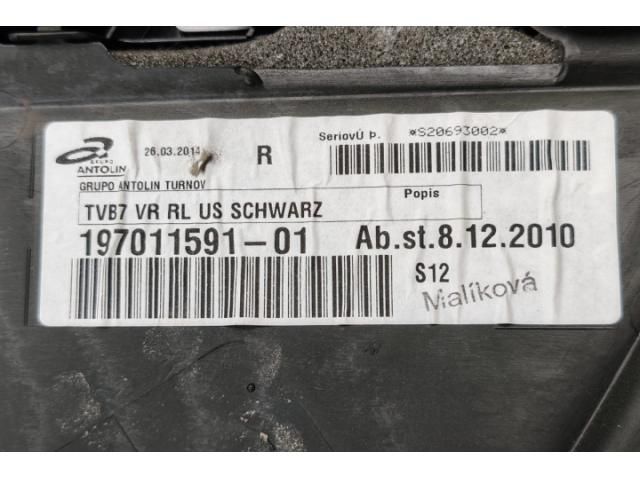 GRUPO
ANTOLIN
26.03.2014
R
SeriovÚ Þ.
*S20693002*
GRUPO ANTOLIN TURNOV
Popis
TVB7 VR RL US SCHWARZ
197011591-01
Ab.st.8.12.2010
S12
Malíková